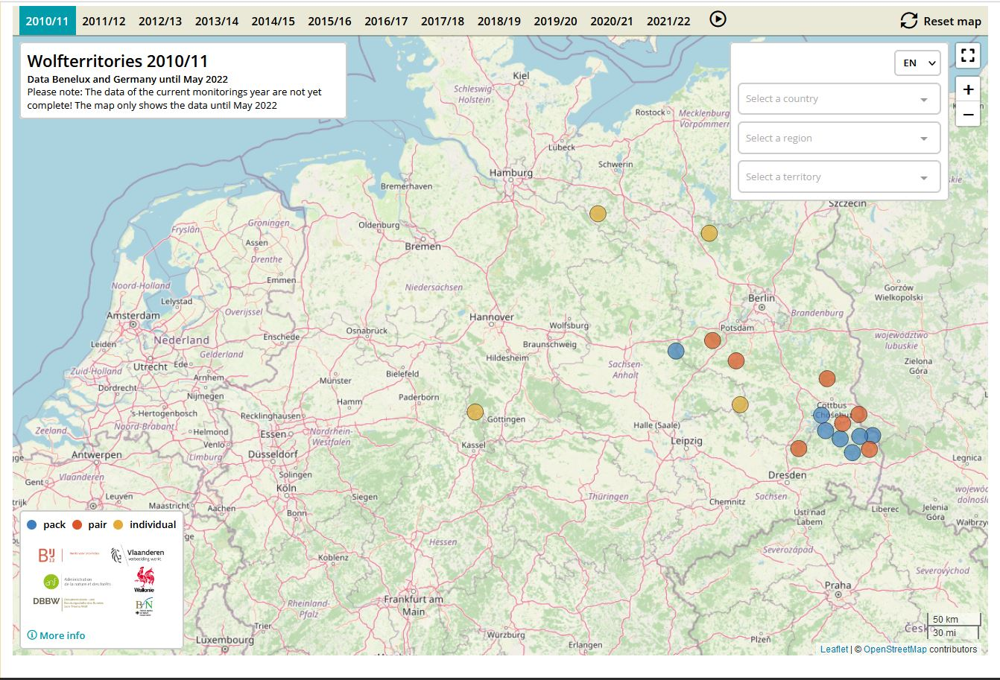 2010/11 2011/12 2012/13 2013/14 2014/15 2015/16 2016/17 2017/18 2018/19 2019/20 2020/21 2021/22 Reset map
Wolfterritories 2010/11
Data Benelux and Germany until May 2022
Please note: The data of the current monitorings year are not yet
complete! The map only shows the data until May 2022
EN
Select a country
Select a region
Select a territory
+
−
Kiel
Schleswig-
Holstein
Rostock
Mecklenburg
Vorpommern
Lübeck
Schwerin
Hamburg
Bremerhaven
Szczecin
Groningen
Fryslân
Oldenburg
Assen
Bremen
Drenthe
Emmen
Noord-Holland
Niedersachsen
Gorzów
Wielkopolski
Lelystad
Berlin
Amsterdam
Overijssel
Hannover
Brandenburg
Wolfsburg
Potsdam
Osnabrück
Enschede
Nederland
Leiden
Braunschweig
województwo
lubuskie
Gelderland
Hildesheim
Utrecht
Ede
Zuid-Holland
Sachsen-
Anhalt
Zielona
Góra
Arnhem
Bielefeld
Münster
Dordrecht
Nijmegen
Paderborn
Hamm
Cottbus
Chóśebuz
's-Hertogenbosch
Recklinghausen
Göttingen
Noord-Brabant
Halle (Saale)
Zeeland
Helmond
Essen
Nordrhein-
Westfalen
Venlo
Kassel
Leipzig
Antwerpen
Düsseldorf
Limburg
Legnica
Vlaanderen
Solingen
Dresden
Gent
Köln
Leuven
Siegen
Thüringen
Sachsen
Maastricht
Aachen
Bonn
Chemnitz
Liberec
Jelenia
Góra
Ústí nad
Labem
Hessen
Severozápad
Koblenz
Severovýchod
Praha
Frankfurt am
Main
Rheinland-
Pfalz
Trier
Luxembourg
Würzburg
Erlangen
Plzeň
pack pair individual
BIJ12
Vlaanderen
verbeelding werkt
anf
Administration
de la nature et des forêts
Wallonie
DBBW
BfN
More info
50 km
30 mi
Leaflet | © OpenStreetMap contributors